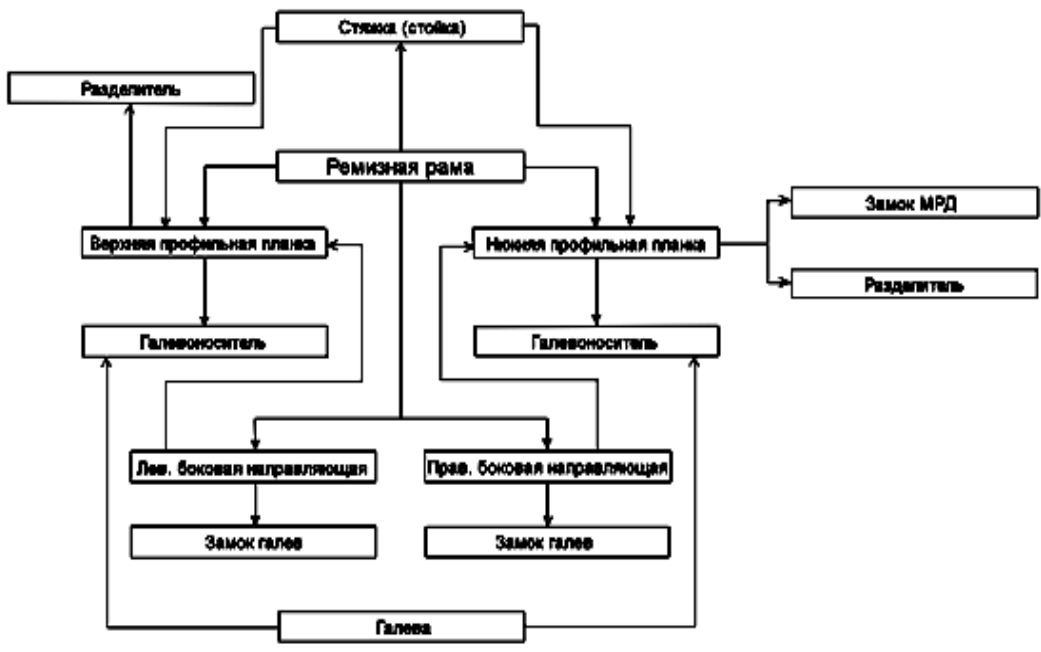 Стяжка (стойка)
Разделитель
Ремизная рама
Замок МРД
Верхняя профильная планка
Нижняя профильная планка
Разделитель
Галевоноситель
Галевоноситель
Лев. боковая направляющая
Прав. боковая направляющая
Замок галев
Замок галев
Галева